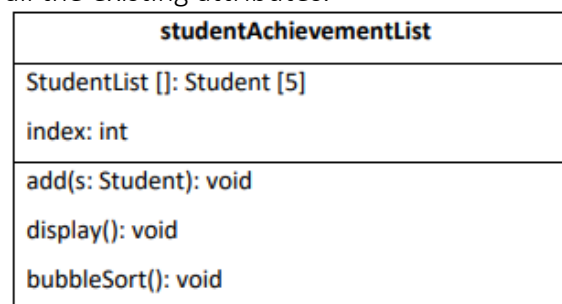 all the existing attributes.
studentAchievementList
StudentList []: Student [5]
index: int
add(s: Student): void
display(): void
bubbleSort(): void